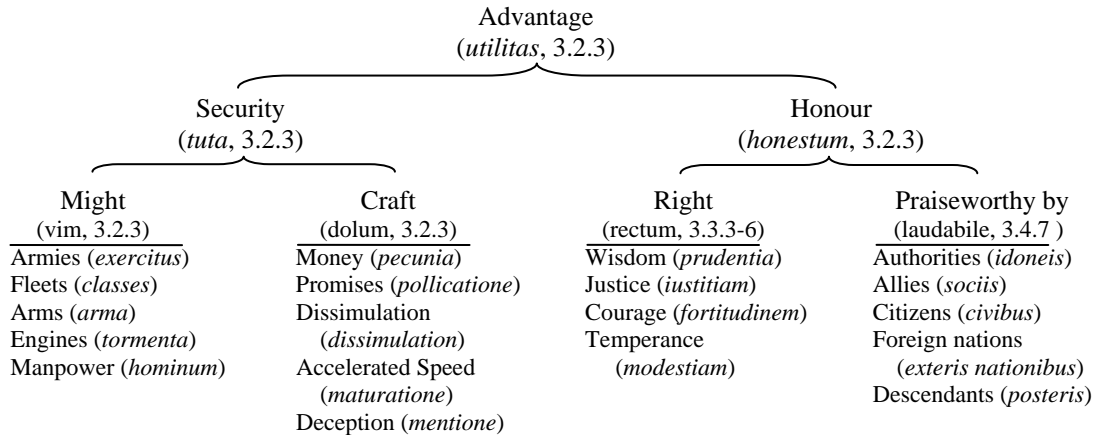 Advantage
(utilitas, 3.2.3)
Security
(tuta, 3.2.3)
Honour
(honestum, 3.2.3)
Might
(vim, 3.2.3)
Armies (exercitus)
Fleets (classes)
Arms (arma)
Engines (tormenta)
Manpower (hominum)
Craft
(dolum, 3.2.3)
Money (pecunia)
Promises (pollicatione)
Dissimulation
(dissimulation)
Accelerated Speed
(maturatione)
Deception (mentione)
Right
(rectum, 3.3.3-6)
Wisdom (prudentia)
Justice (iustitiam)
Courage (fortitudinem)
Temperance
(modestiam)
Praiseworthy by
(laudabile, 3.4.7 )
Authorities (idoneis)
Allies (sociis)
Citizens (civibus)
Foreign nations
(exteris nationibus)
Descendants (posteris)